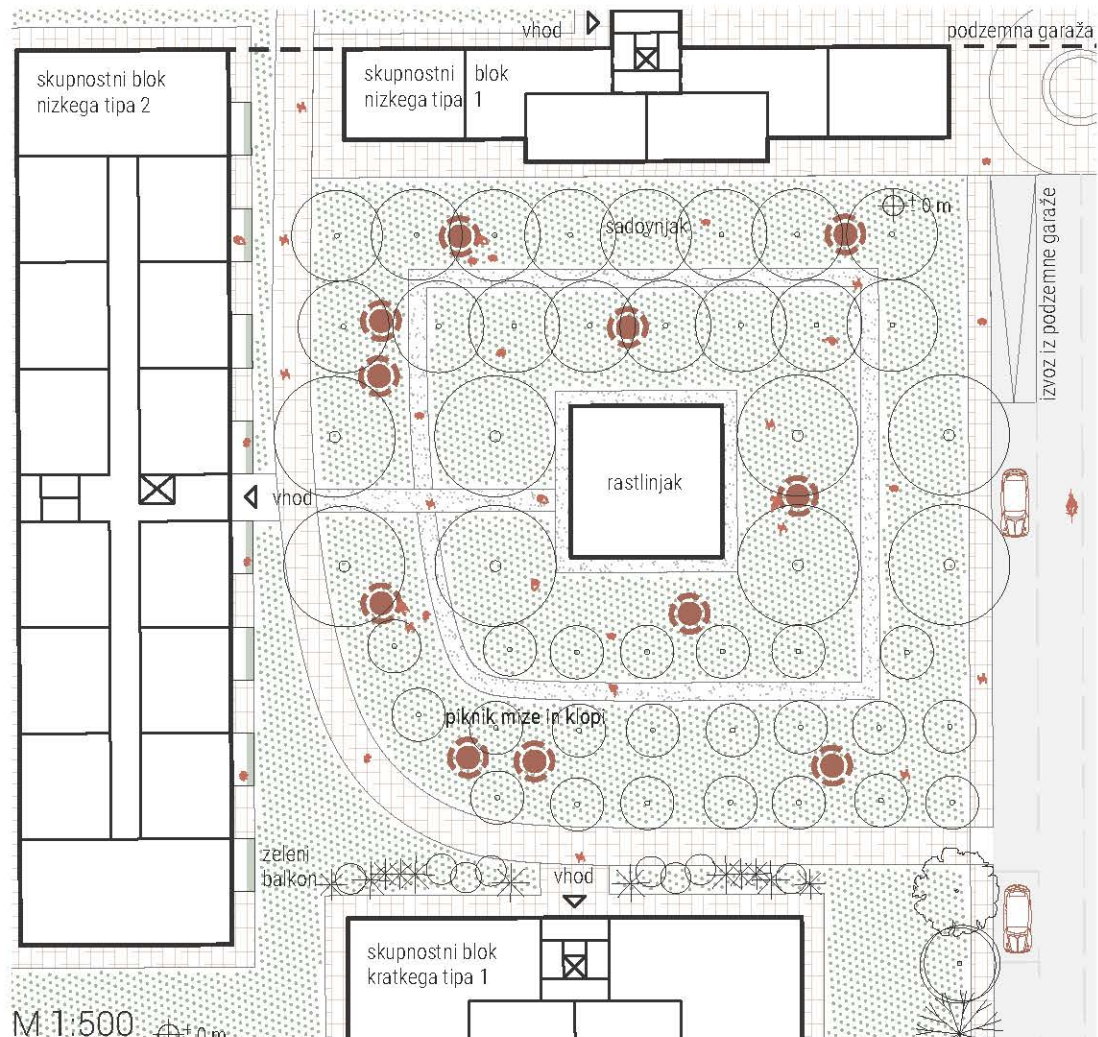 vhod
podzemna garaža
skupnostni blok
nizkega tipa 2
skupnostni blok
nizkega tipa 1
izvoz iz podzemne garaže
± 0 m
sadovnjak
rastlinjak
vhod
piknik mize in klopi
zeleni
balkon
vhod
skupnostni blok
kratkega tipa 1
M 1:500
± 0 m